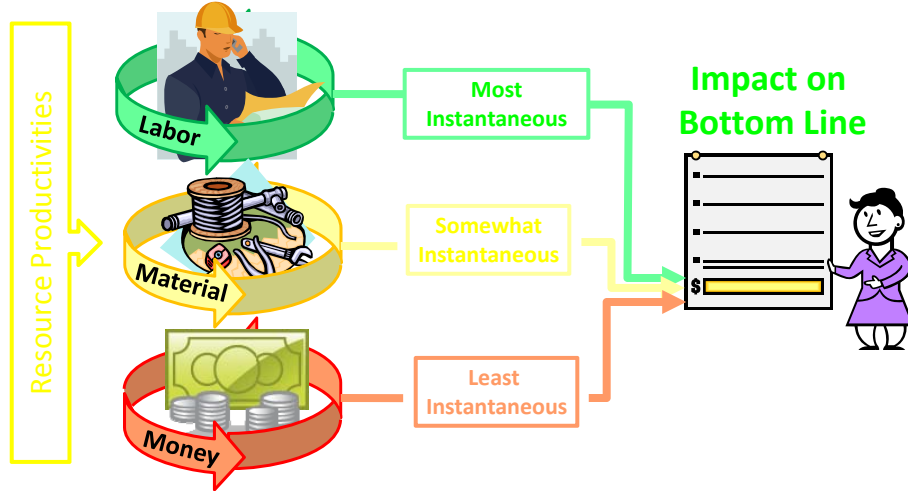 Resource Productivities
Labor
Most
Instantaneous
Impact on
Bottom Line
Material
Somewhat
Instantaneous
$
Money
Least
Instantaneous